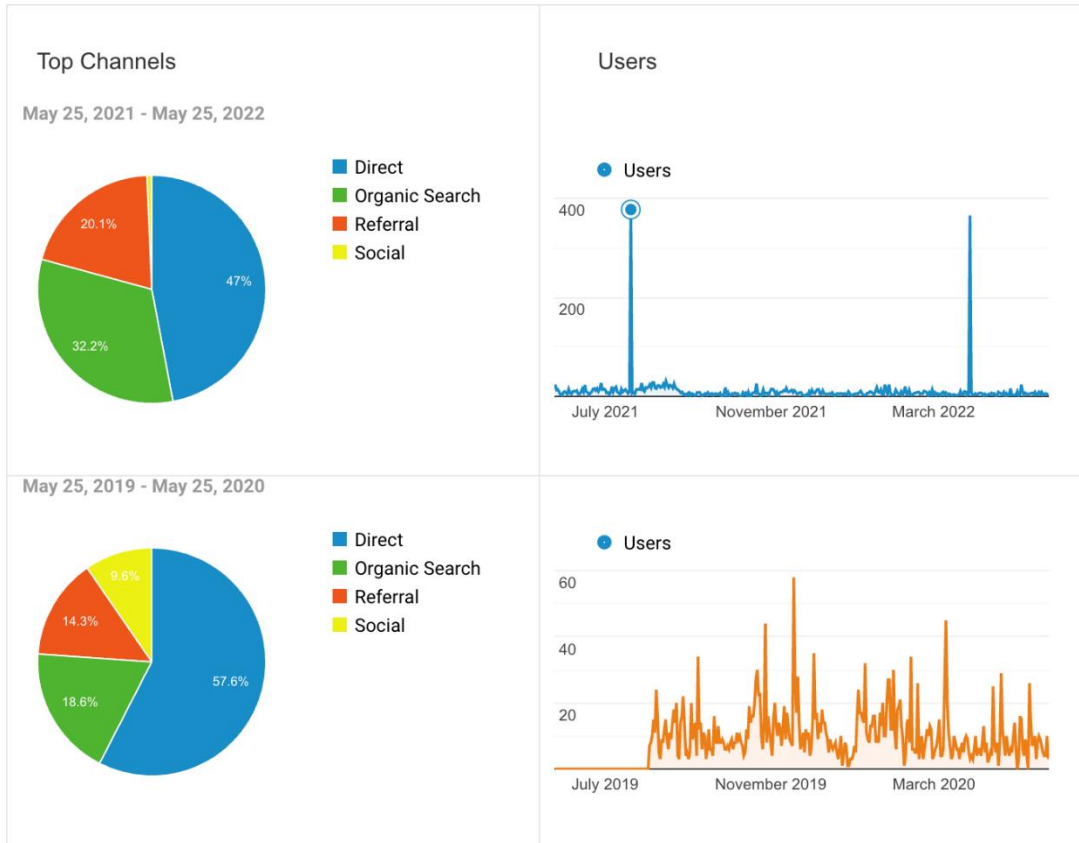 Top Channels
May 25, 2021 - May 25, 2022
Direct
Organic Search
Referral
Social
47%
32.2%
20.1%
Users
Users
400
200
July 2021
November 2021
March 2022
May 25, 2019 - May 25, 2020
Direct
Organic Search
Referral
Social
57.6%
18.6%
14.3%
9.6%
Users
60
40
20
July 2019
November 2019
March 2020